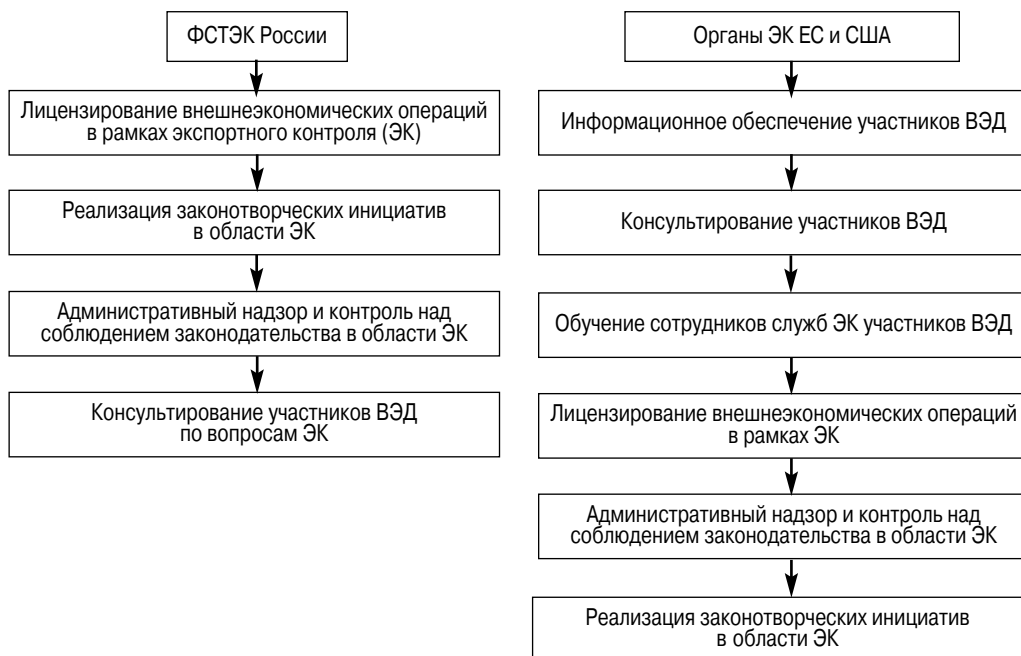 ФСТЭК России
Лицензирование внешнеэкономических операций
в рамках экспортного контроля (ЭК)
Реализация законотворческих инициатив
в области ЭК
Административный надзор и контроль над
соблюдением законодательства в области ЭК
Консультирование участников ВЭД
по вопросам ЭК
Органы ЭК ЕС и США
Информационное обеспечение участников ВЭД
Консультирование участников ВЭД
Обучение сотрудников служб ЭК участников ВЭД
Лицензирование внешнеэкономических операций
в рамках ЭК
Административный надзор и контроль над
соблюдением законодательства в области ЭК
Реализация законотворческих инициатив
в области ЭК